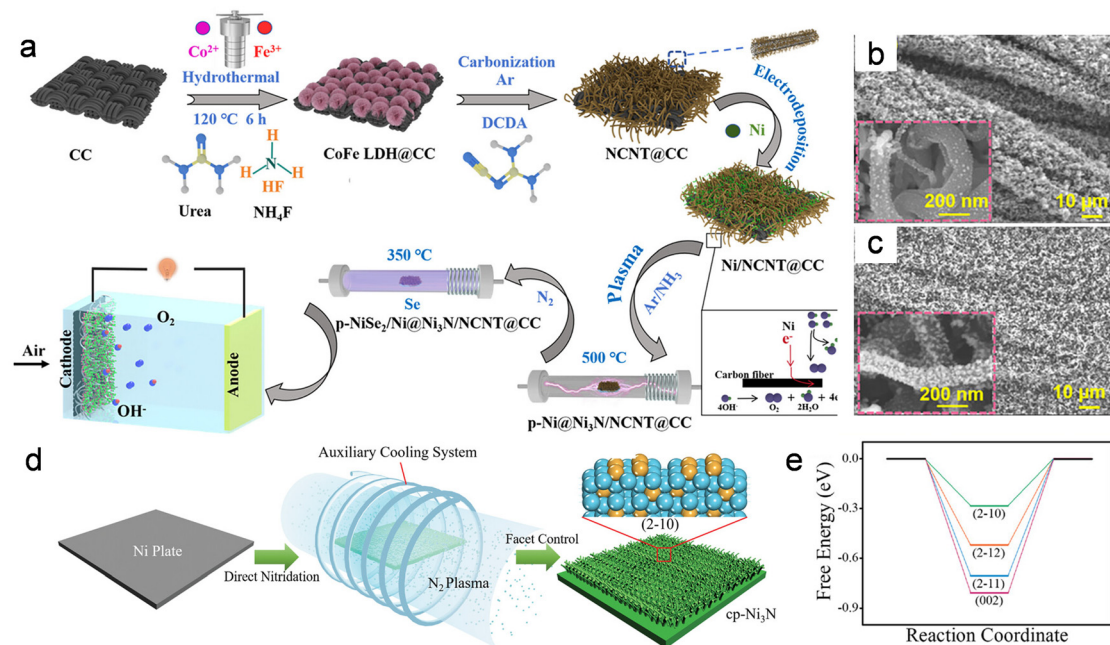 a
Co2+
Fe3+
Hydrothermal
120 °C 6 h
CC
Urea
H
N
H
H
HF
NH4F
CoFe LDH@CC
Carbonization
Ar
DCDA
NCNT@CC
Electrodeposition
Ni
Ni/NCNT@CC
Plasma
Ar/NH3
500 °C
p-Ni@Ni3N/NCNT@CC
Ni
e-
Carbon fiber
4OH-
O2
+
2H2O
+
N2
350 °C
Se
p-NiSe2/Ni@Ni3N/NCNT@CC
Air
Cathode
O2
OH-
Anode
b
200 nm
10 µm
c
200 nm
10 µm
d
Ni Plate
Direct Nitridation
Auxiliary Cooling System
N2 Plasma
Facet Control
(2-10)
cp-Ni3N
e
Free Energy (eV)
0.0
-0.3
-0.6
-0.9
(2-10)
(2-12)
(2-11)
(002)
Reaction Coordinate